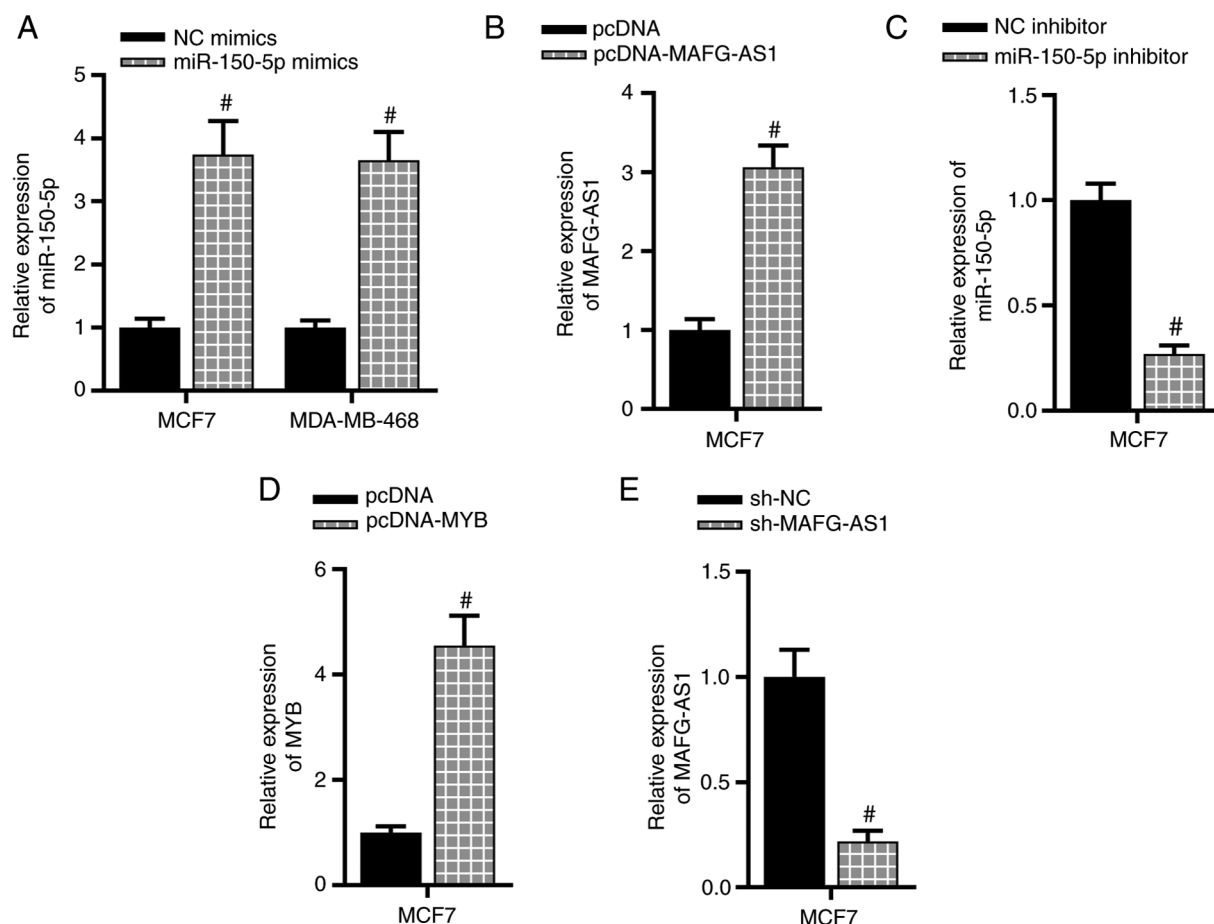 A
NC mimics
miR-150-5p mimics
Relative expression
of miR-150-5p
5
4
3
2
1
0
#
#
MCF7
MDA-MB-468
B
pcDNA
pcDNA-MAFG-AS1
Relative expression
of MAFG-AS1
4
3
2
1
0
#
MCF7
C
NC inhibitor
miR-150-5p inhibitor
Relative expression of
miR-150-5p
1.5
1.0
0.5
0.0
#
MCF7
D
pcDNA
pcDNA-MYB
Relative expression
of MYB
6
4
2
0
#
MCF7
E
sh-NC
sh-MAFG-AS1
Relative expression
of MAFG-AS1
1.5
1.0
0.5
0.0
#
MCF7